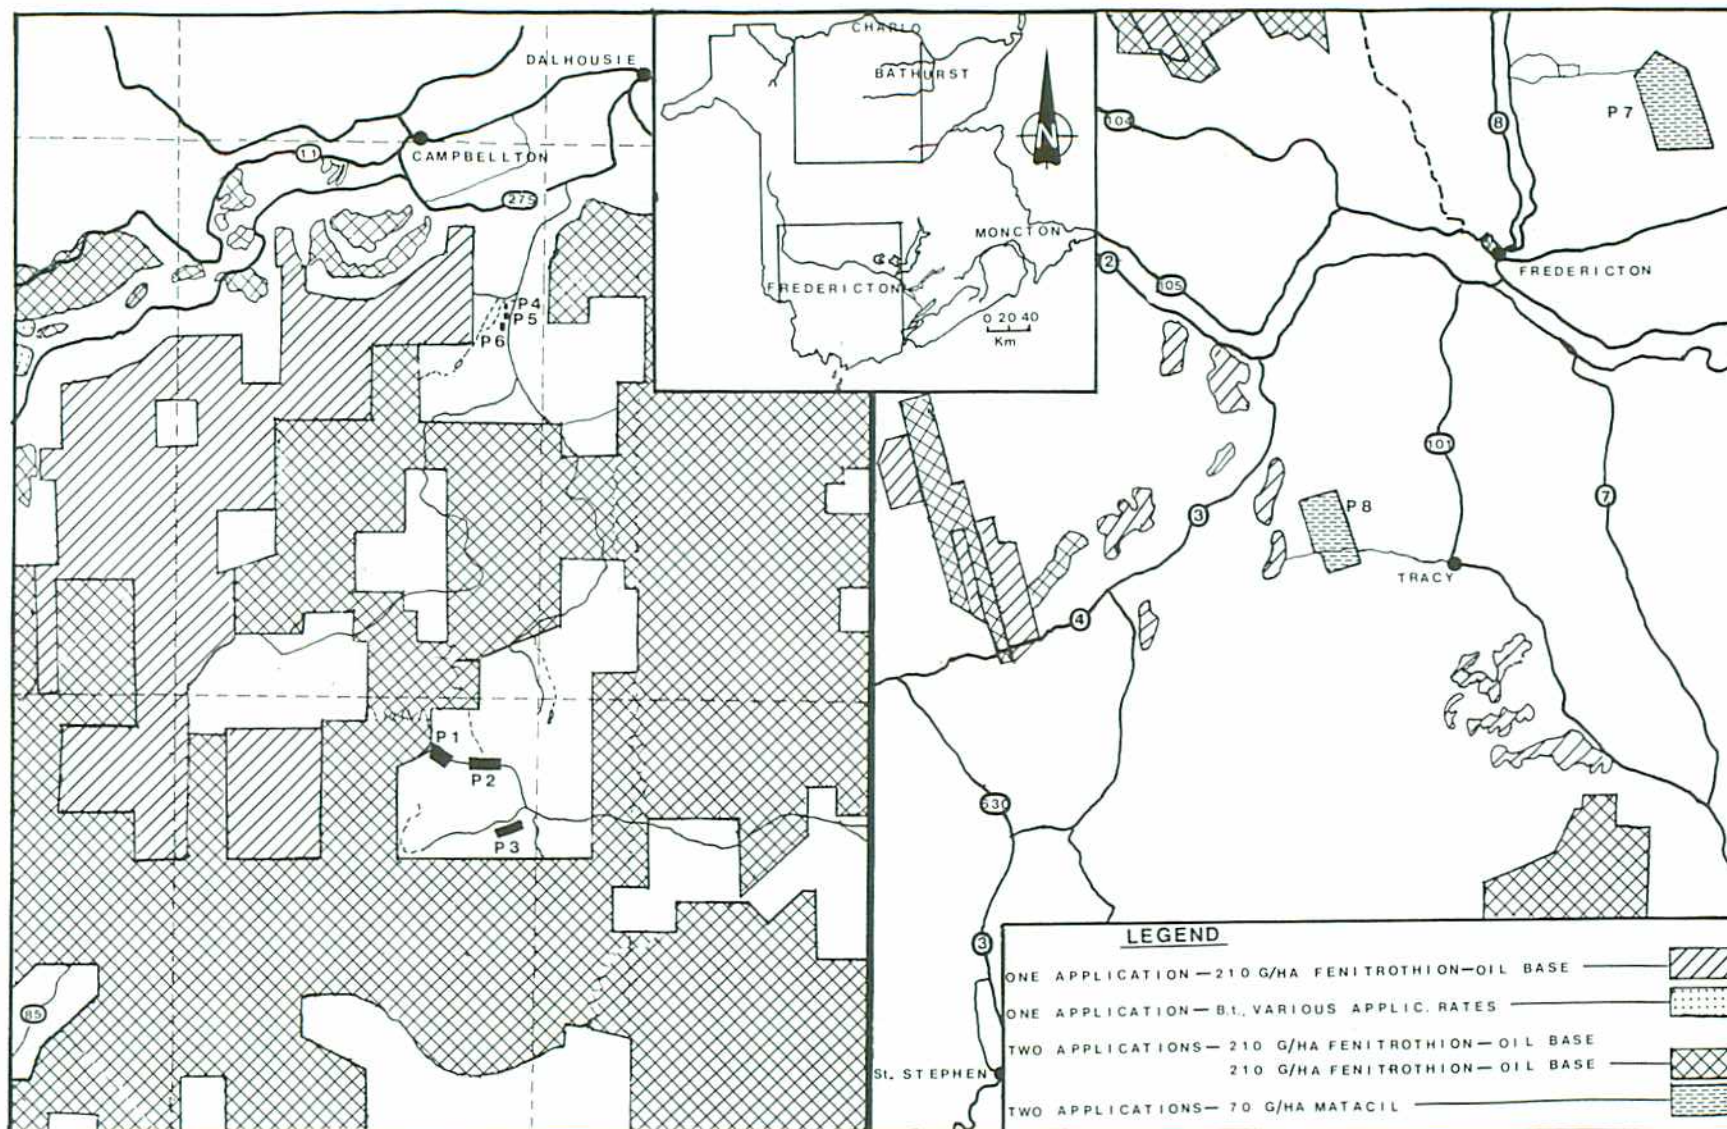 DALHOUSIE
CAMPBELLTON
11
275
P4
P5
P6
P1
P2
P3
85
CHARLO
BATHURST
N
MONCTON
FREDERICTON
0 20 40
Km
104
8
P7
2
105
FREDERICTON
101
7
3
P8
TRACY
4
630
3
St. STEPHEN
LEGEND
ONE APPLICATION — 210 G/HA FENITROTHION — OIL BASE
ONE APPLICATION — B.t., VARIOUS APPLIC. RATES
TWO APPLICATIONS — 210 G/HA FENITROTHION — OIL BASE
210 G/HA FENITROTHION — OIL BASE
TWO APPLICATIONS — 70 G/HA MATACIL